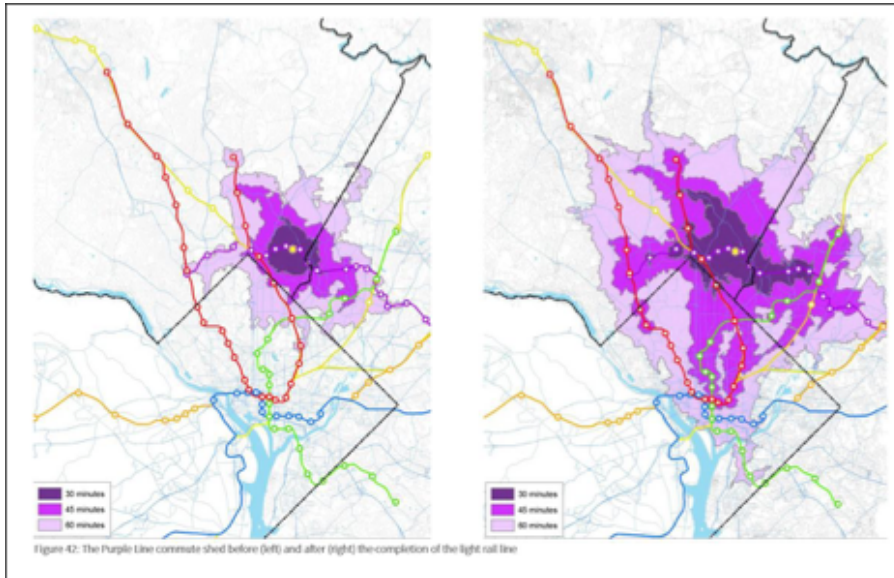 30 minutes
45 minutes
60 minutes
30 minutes
45 minutes
60 minutes
Figure 42: The Purple Line commute shed before (left) and after (right) the completion of the light rail line